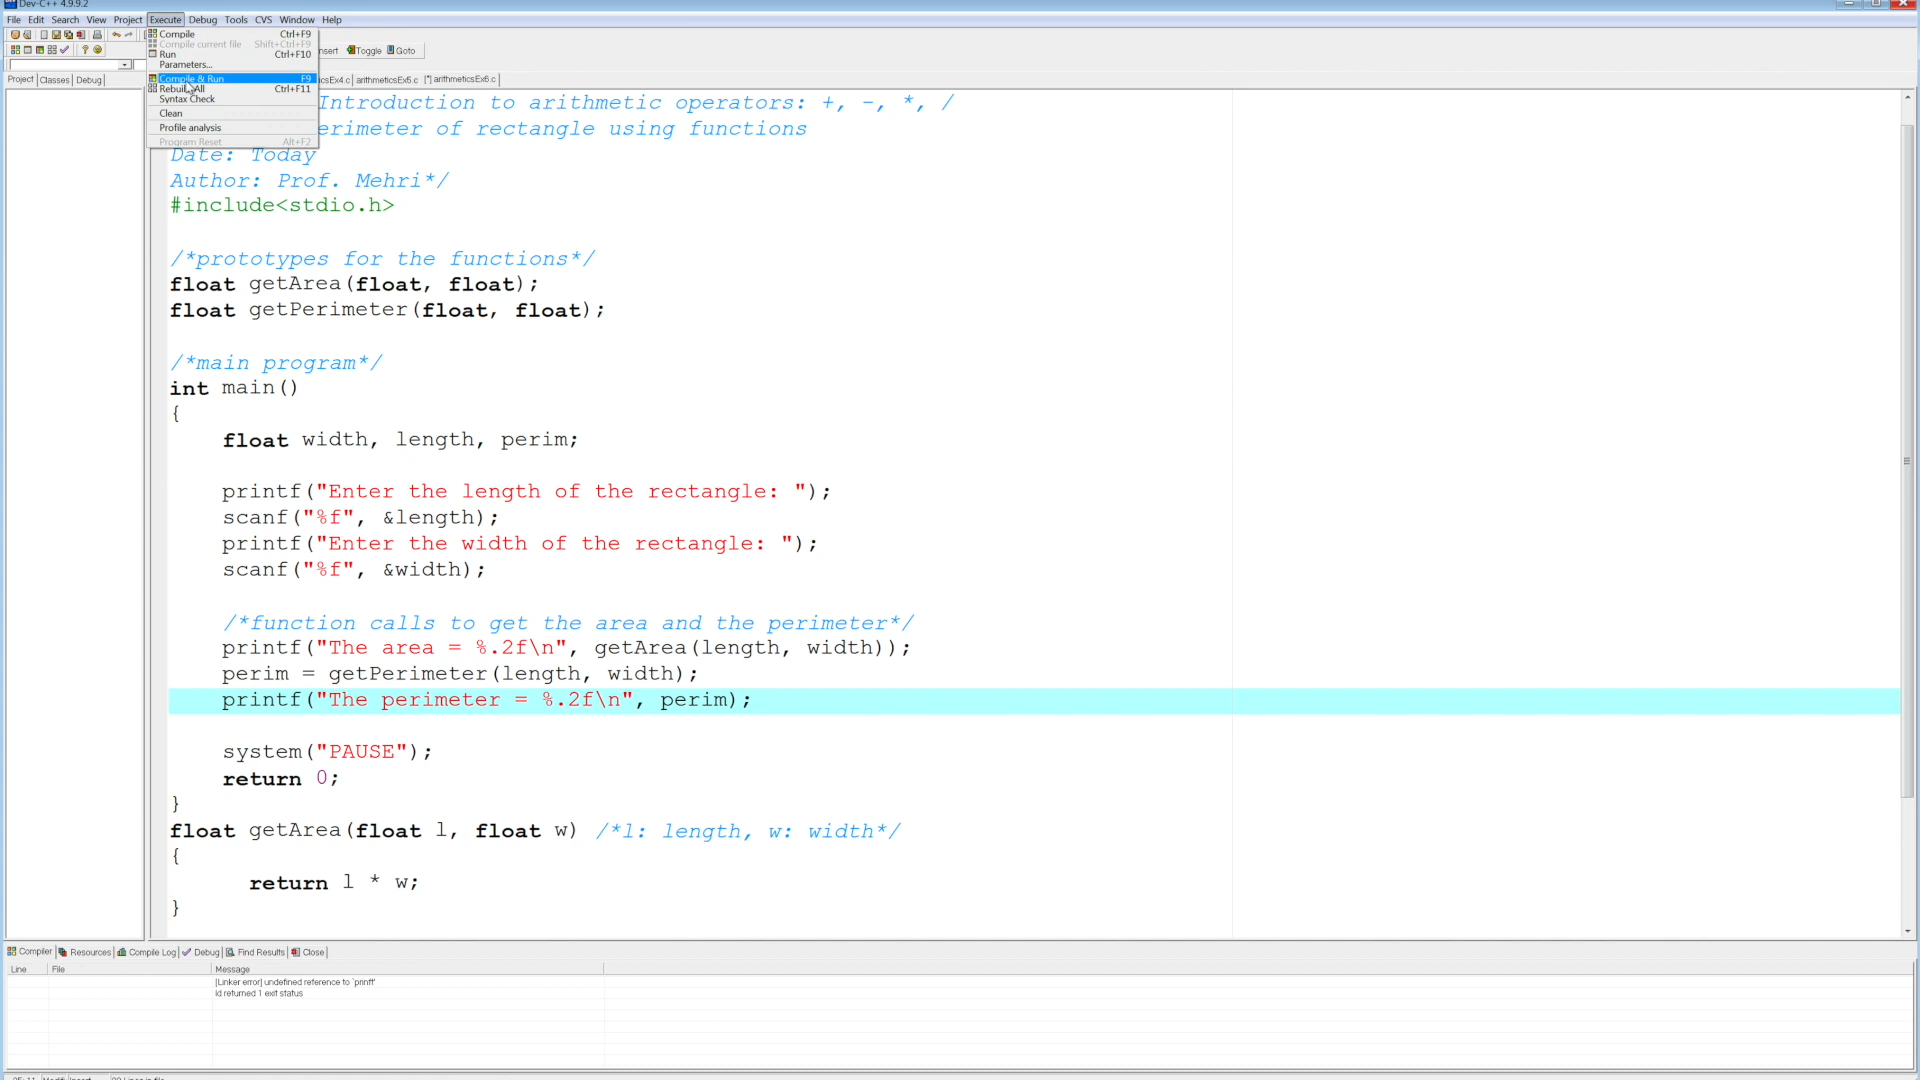 Dev-C++ 4.9.9.2
File Edit Search View Project Execute Debug Tools CVS Window Help
Compile Ctrl+F9
Compile current file Shift+Ctrl+F9
Run Ctrl+F10
Parameters...
Compile & Run F9
Rebuild All Ctrl+F11
Syntax Check
Clean
Profile analysis
Program Reset Alt+F2
nsert Toggle Goto
Project Classes Debug
csEx4.c arithmeticsEx5.c [*] arithmeticsEx6.c
Introduction to arithmetic operators: +, -, *, /
erimeter of rectangle using functions
Date: Today
Author: Prof. Mehri*/
#include<stdio.h>
/*prototypes for the functions*/
float getArea(float, float);
float getPerimeter(float, float);
/*main program*/
int main()
{
float width, length, perim;
printf("Enter the length of the rectangle: ");
scanf("%f", &length);
printf("Enter the width of the rectangle: ");
scanf("%f", &width);
/*function calls to get the area and the perimeter*/
printf("The area = %.2f\n", getArea(length, width));
perim = getPerimeter(length, width);
printf("The perimeter = %.2f\n", perim);
system("PAUSE");
return 0;
}
float getArea(float l, float w) /*l: length, w: width*/
{
return l * w;
}
Compiler Resources Compile Log Debug Find Results Close
Line File Message
[Linker error] undefined reference to `prinft'
ld returned 1 exit status